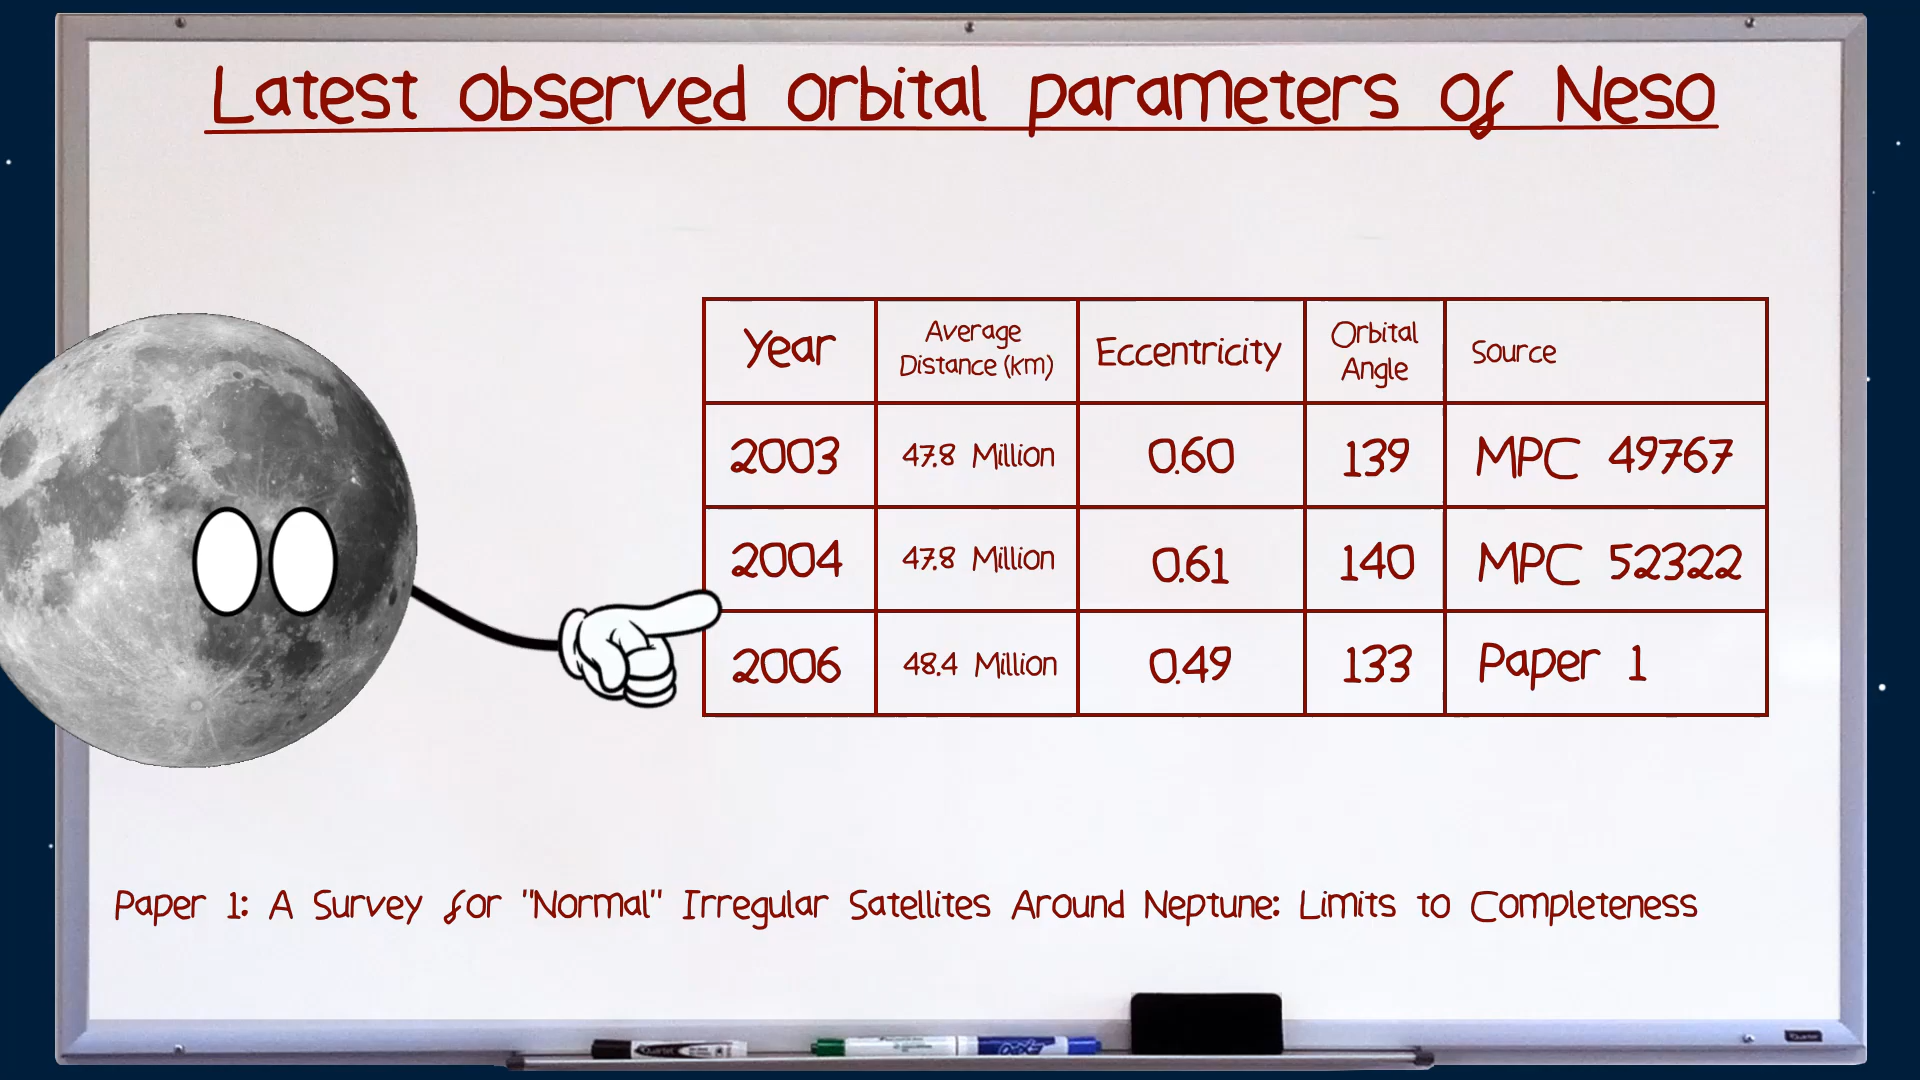 Latest observed orbital parameters of Neso
Year Average Distance (km) Eccentricity Orbital Angle Source
2003 47.8 Million 0.60 139 MPC 49767
2004 47.8 Million 0.61 140 MPC 52322
2006 48.4 Million 0.49 133 Paper 1
Paper 1: A Survey for "Normal" Irregular Satellites Around Neptune: Limits to Completeness